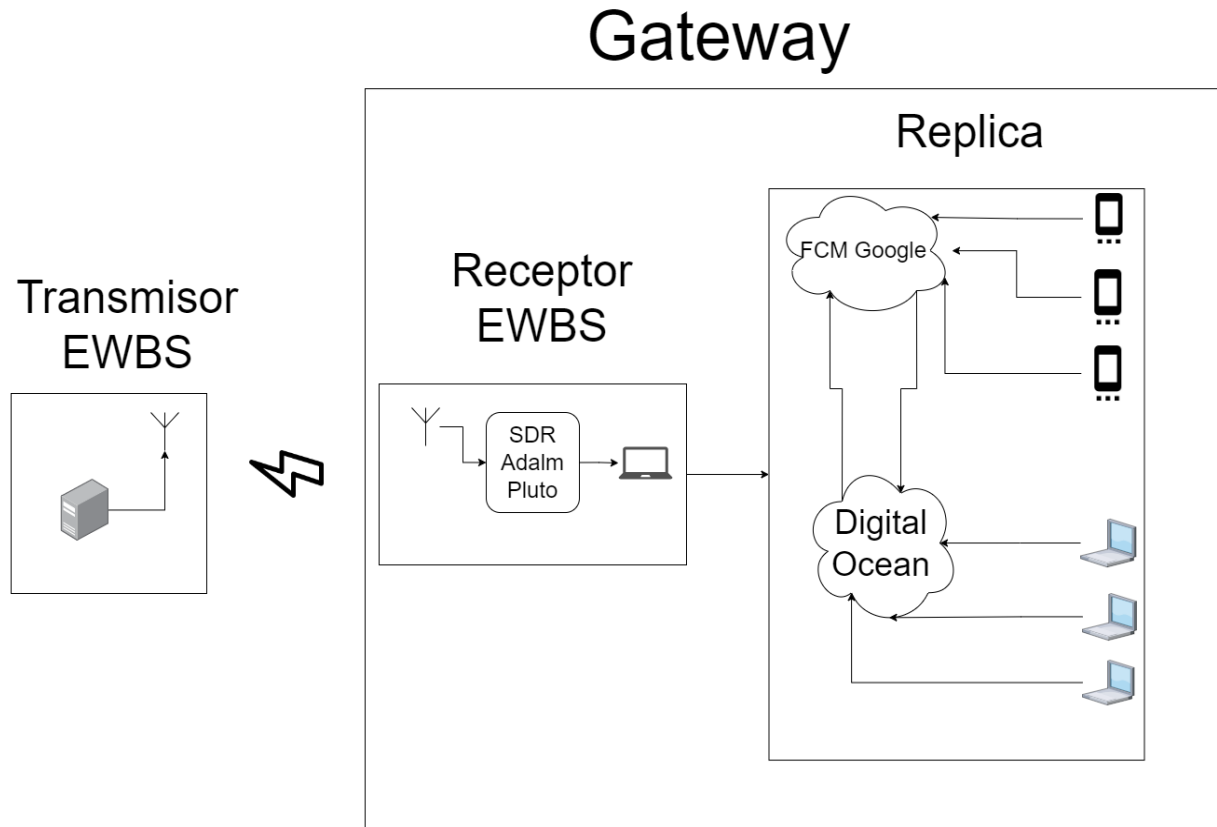 Gateway
Replica
FCM Google
Receptor
EWBS
Transmisor
EWBS
SDR
Adalm
Pluto
Digital
Ocean